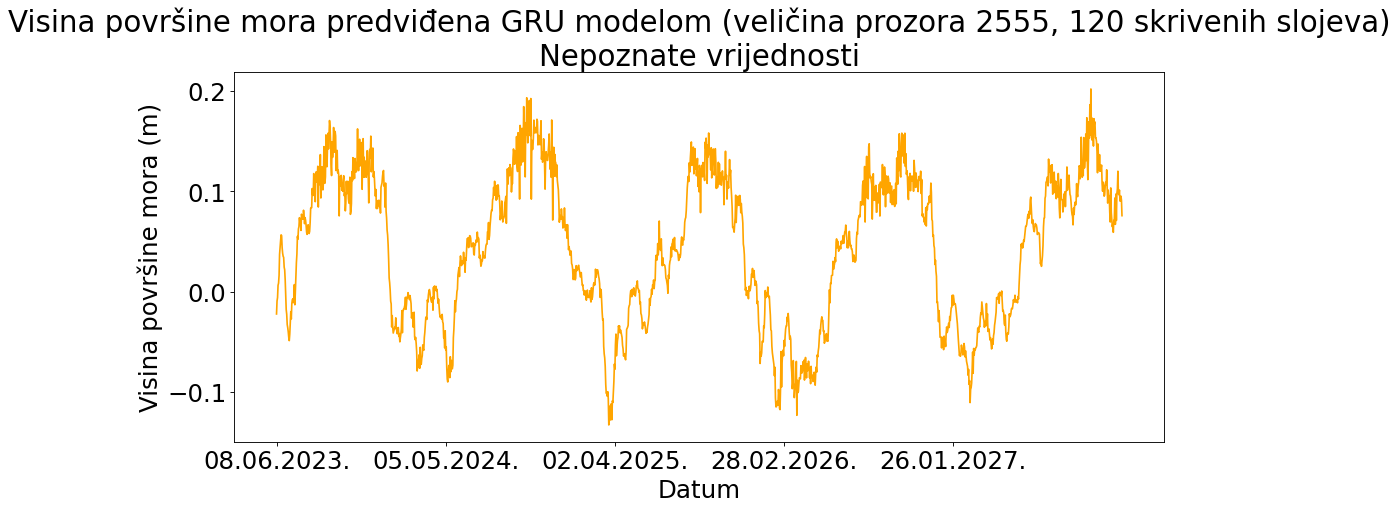 Visina površine mora predviđena GRU modelom (veličina prozora 2555, 120 skrivenih slojeva)
Nepoznate vrijednosti
Visina površine mora (m)
0.2
0.1
0.0
−0.1
08.06.2023. 05.05.2024. 02.04.2025. 28.02.2026. 26.01.2027.
Datum